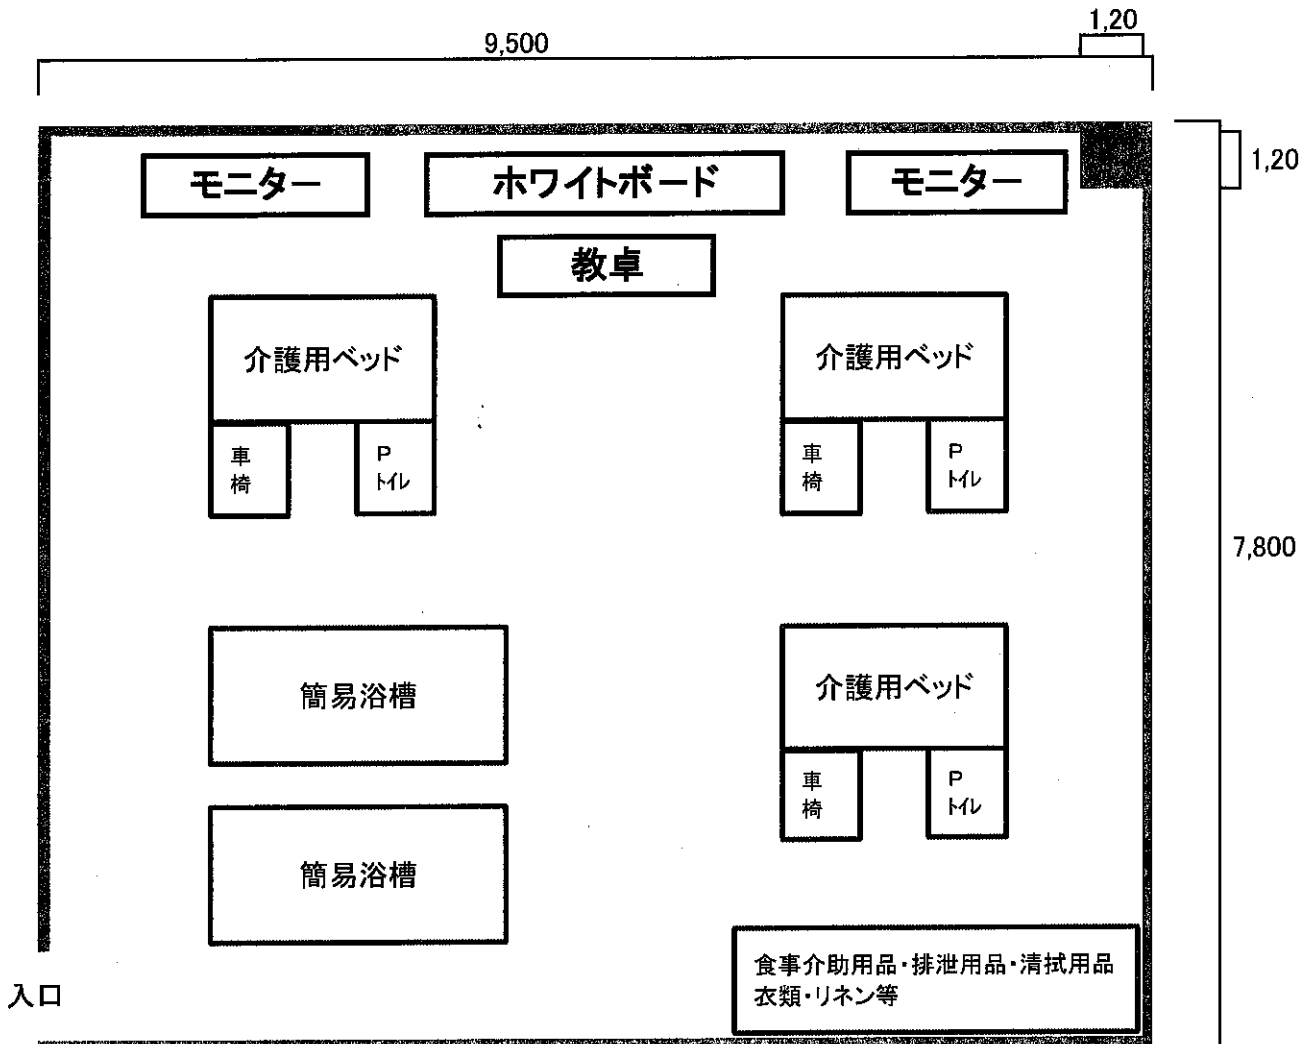 1,20
9,500
1,20
モニター
ホワイトボード
モニター
教卓
介護用ベッド
介護用ベッド
車
椅
P
トイレ
車
椅
P
トイレ
7,800
簡易浴槽
介護用ベッド
車
椅
P
トイレ
簡易浴槽
食事介助用品・排泄用品・清拭用品
衣類・リネン等
入口